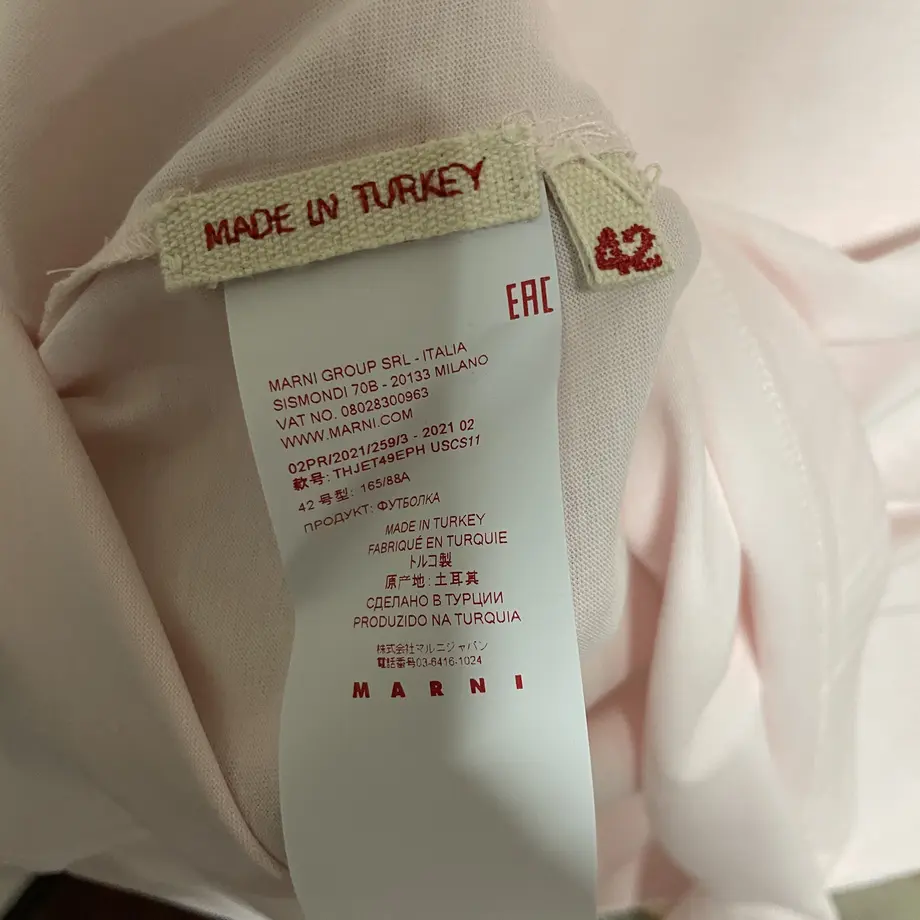 MADE IN TURKEY
42
EAC
MARNI GROUP SRL - ITALIA
SISMONDI 70B - 20133 MILANO
VAT NO. 08028300963
WWW.MARNI.COM
02PR/2021/259/3 - 2021 02
款号: THJET49EPH USCS11
42 号型: 165/88A
ПРОДУКТ: ФУТБОЛКА
MADE IN TURKEY
FABRIQUÉ EN TURQUIE
トルコ製
原产地: 土耳其
СДЕЛАНО В ТУРЦИИ
PRODUZIDO NA TURQUIA
株式会社マルニジャパン
電話番号03-6416-1024
MARNI